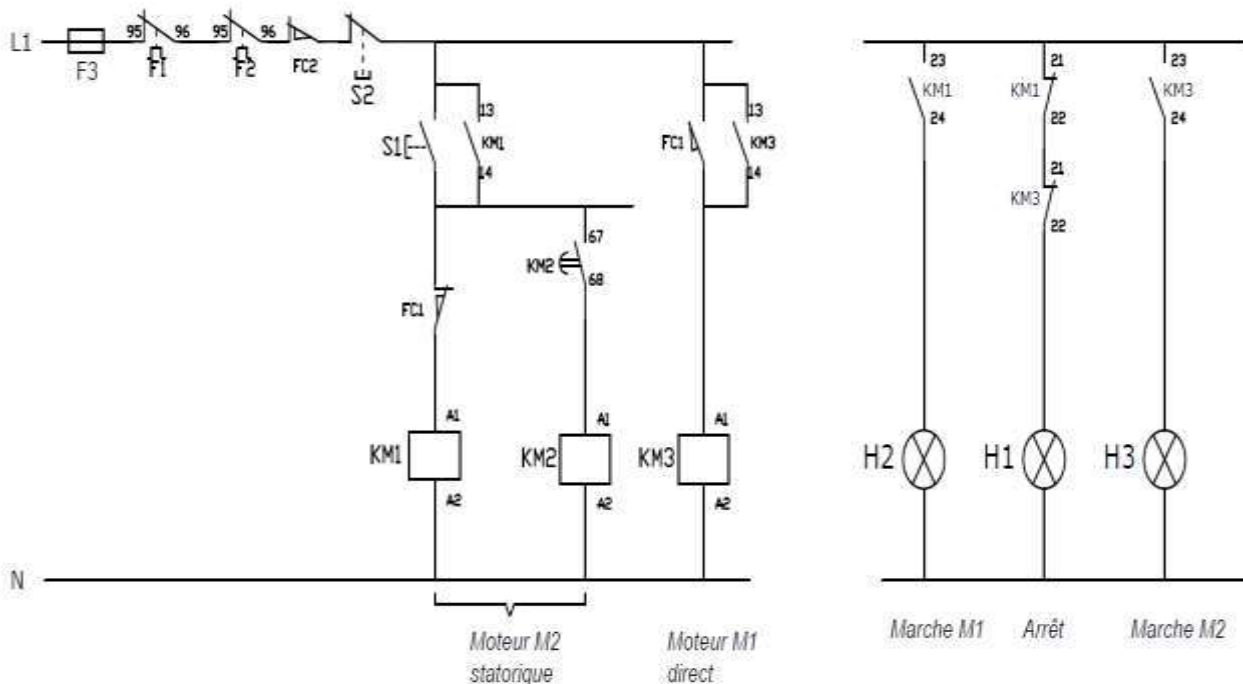 95 96 95 96
L1
F3 F1 F2 FC2
S2
23 21 23
KM1 KM1 KM3
24 22 24
13 13
S1 KM1 FC1 KM3
14 14
21
KM3
22
67
KM2
68
FC1
A1 A1 A1
KM1 KM2 KM3 H2 H1 H3
A2 A2 A2
N
Moteur M2 Moteur M1 Marche M1 Arrêt Marche M2
statorique direct